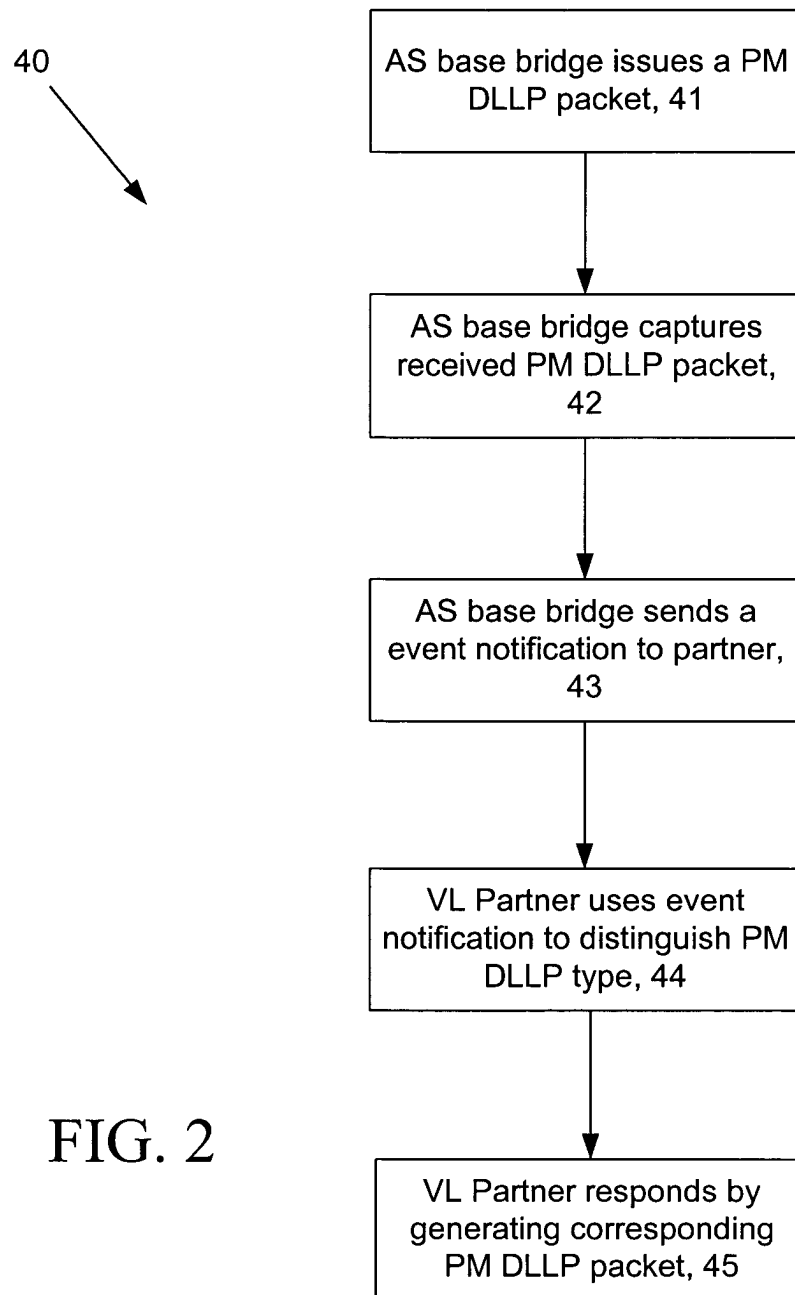 40
AS base bridge issues a PM
DLLP packet, 41
AS base bridge captures
received PM DLLP packet,
42
AS base bridge sends a
event notification to partner,
43
VL Partner uses event
notification to distinguish PM
DLLP type, 44
VL Partner responds by
generating corresponding
PM DLLP packet, 45
FIG. 2